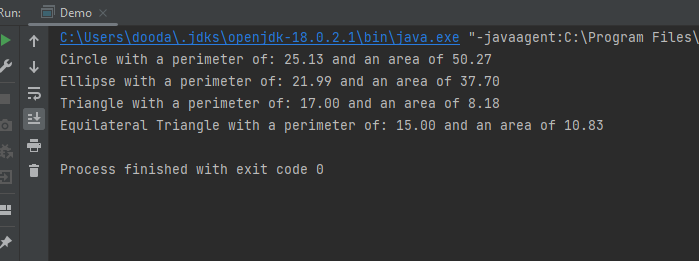 Run: Demo ×
C:\Users\dooda\.jdks\openjdk-18.0.2.1\bin\java.exe "-javaagent:C:\Program Files\
Circle with a perimeter of: 25.13 and an area of 50.27
Ellipse with a perimeter of: 21.99 and an area of 37.70
Triangle with a perimeter of: 17.00 and an area of 8.18
Equilateral Triangle with a perimeter of: 15.00 and an area of 10.83
Process finished with exit code 0